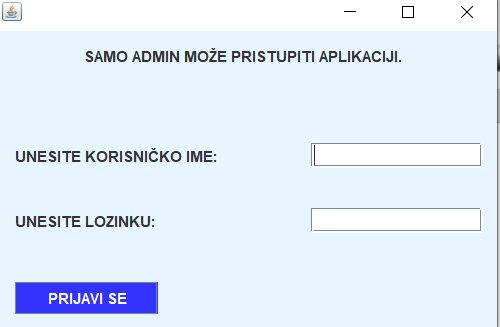 SAMO ADMIN MOŽE PRISTUPITI APLIKACIJI.
UNESITE KORISNIČKO IME:
UNESITE LOZINKU:
PRIJAVI SE